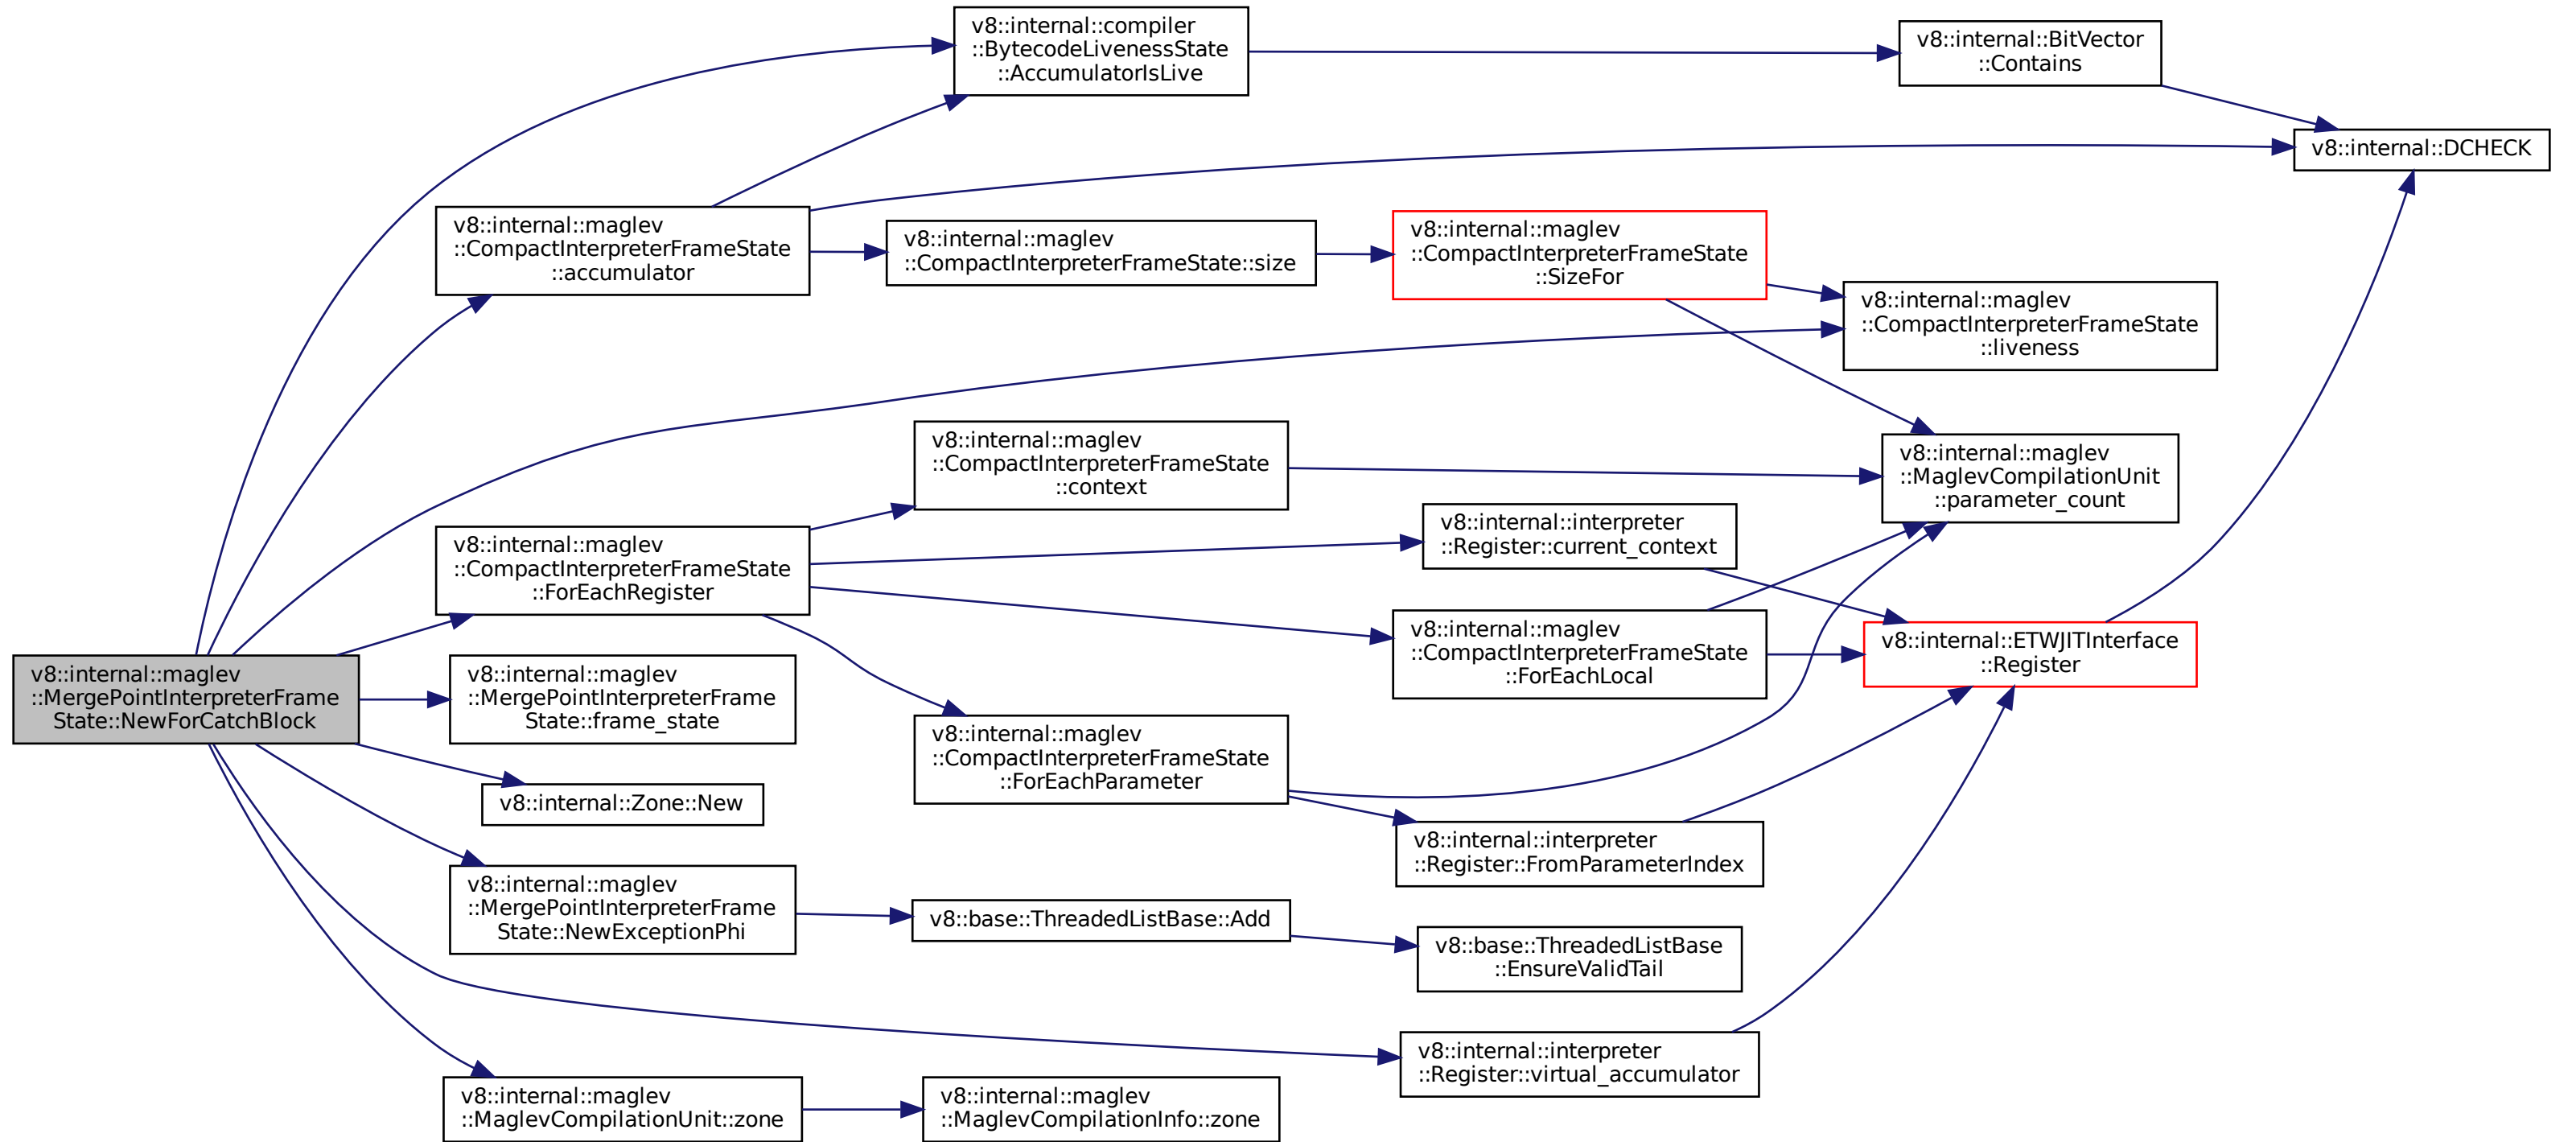 v8::internal::compiler
::BytecodeLivenessState
::AccumulatorIsLive
v8::internal::BitVector
::Contains
v8::internal::DCHECK
v8::internal::maglev
::CompactInterpreterFrameState
::accumulator
v8::internal::maglev
::CompactInterpreterFrameState::size
v8::internal::maglev
::CompactInterpreterFrameState
::SizeFor
v8::internal::maglev
::CompactInterpreterFrameState
::liveness
v8::internal::maglev
::CompactInterpreterFrameState
::context
v8::internal::maglev
::MaglevCompilationUnit
::parameter_count
v8::internal::interpreter
::Register::current_context
v8::internal::maglev
::CompactInterpreterFrameState
::ForEachRegister
v8::internal::maglev
::CompactInterpreterFrameState
::ForEachLocal
v8::internal::ETWJITInterface
::Register
v8::internal::maglev
::MergePointInterpreterFrame
State::NewForCatchBlock
v8::internal::maglev
::MergePointInterpreterFrame
State::frame_state
v8::internal::maglev
::CompactInterpreterFrameState
::ForEachParameter
v8::internal::Zone::New
v8::internal::interpreter
::Register::FromParameterIndex
v8::internal::maglev
::MergePointInterpreterFrame
State::NewExceptionPhi
v8::base::ThreadedListBase::Add
v8::base::ThreadedListBase
::EnsureValidTail
v8::internal::interpreter
::Register::virtual_accumulator
v8::internal::maglev
::MaglevCompilationUnit::zone
v8::internal::maglev
::MaglevCompilationInfo::zone